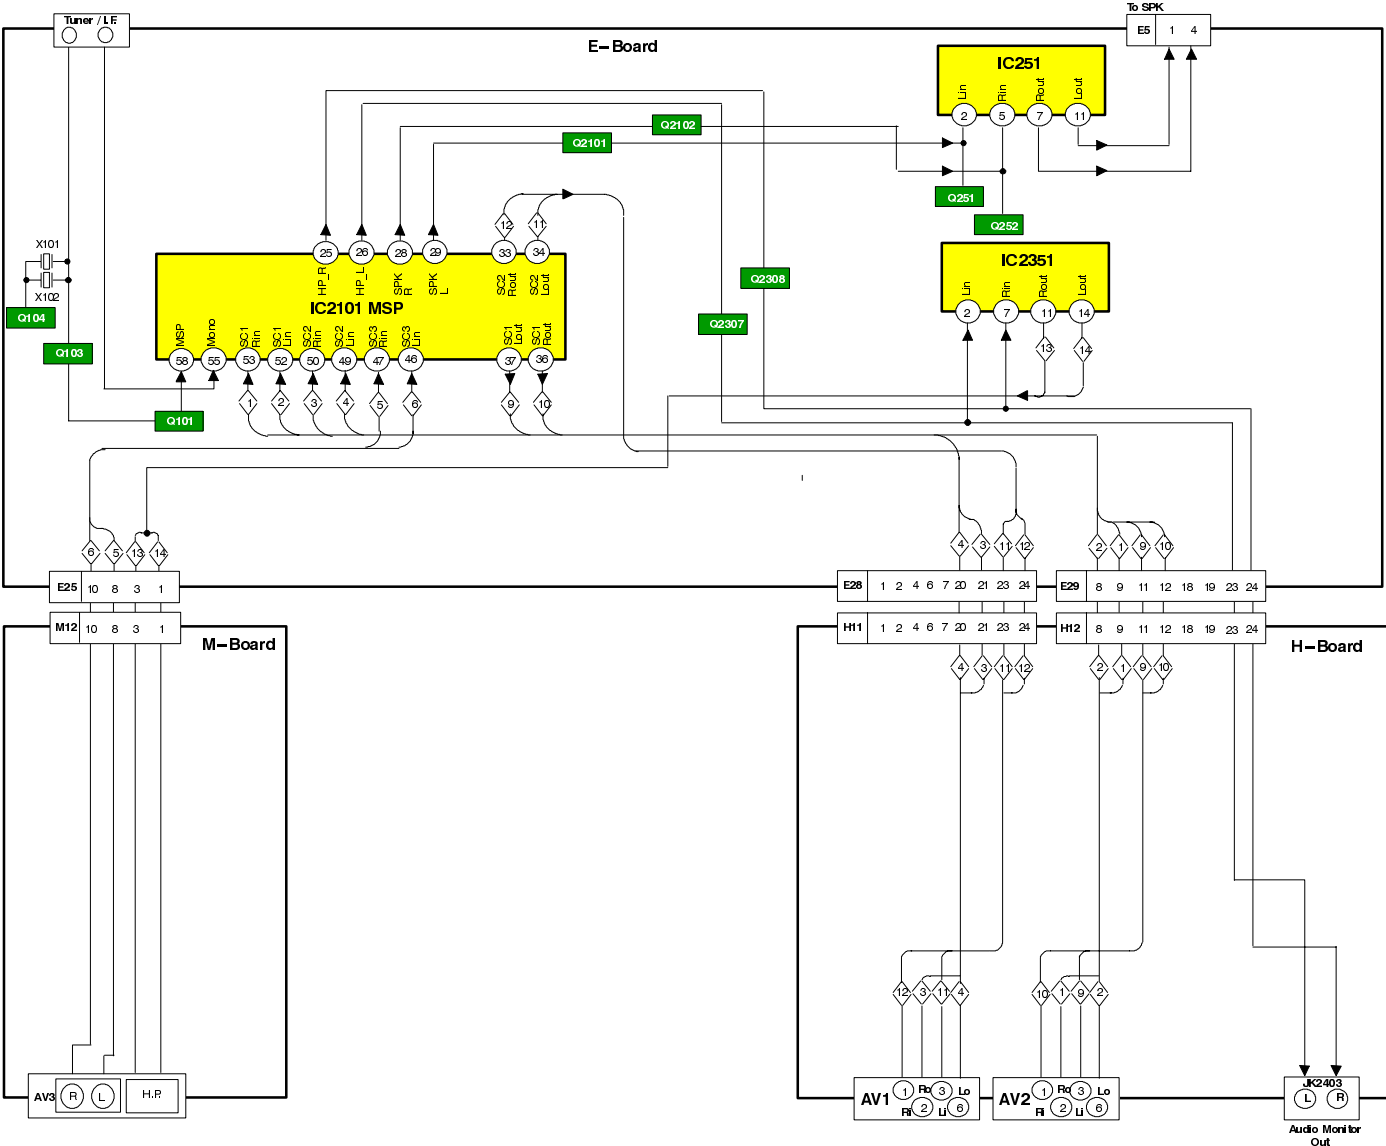 Tuner / I.F.
To SPK
E5 1 4
E-Board
IC251
Lin Rin Rout Lout
2 5 7 11
Q2102
Q2101
Q251
Q252
12 11
X101
X102
Q104
Q103
Q101
25 26 28 29 33 34
HP_R HP_L SPK R SPK L SC2 Rout SC2 Lout
IC2101 MSP
MSP Mono SC1 Rin SC1 Lin SC2 Rin SC2 Lin SC3 Rin SC3 Lin SC1 Lout SC1 Rout
58 55 53 52 50 49 47 46 37 36
1 2 3 4 5 6 9 10
Q2308
Q2307
IC2351
Lin Rin Rout Lout
2 7 11 14
13 14
6 5 13 14
4 3 11 12
2 1 9 10
E25 10 8 3 1
E28 1 2 4 6 7 20 21 23 24
E29 8 9 11 12 18 19 23 24
M12 10 8 3 1
H11 1 2 4 6 7 20 21 23 24
H12 8 9 11 12 18 19 23 24
M-Board
H-Board
4 3 11 12
2 1 9 10
12 3 11 4
10 1 9 2
AV3 R L H.P.
AV1 1 Ro 3 Lo
Ri 2 Li 6
AV2 1 Ro 3 Lo
Ri 2 Li 6
JK2403
L R
Audio Monitor
Out